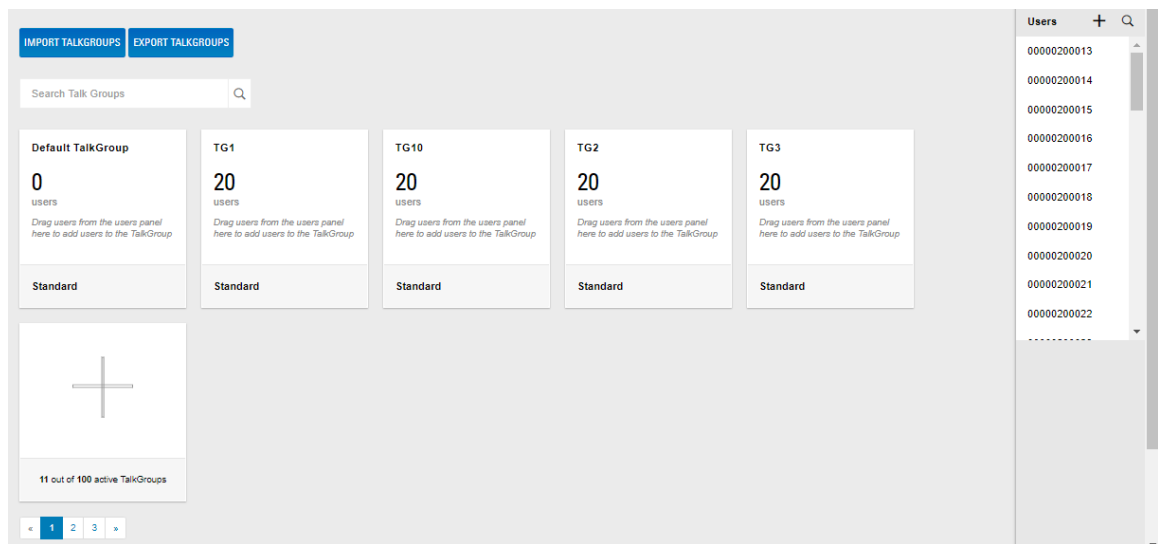 IMPORT TALKGROUPS
EXPORT TALKGROUPS
Search Talk Groups
Default TalkGroup
0
users
Drag users from the users panel
here to add users to the TalkGroup
Standard
TG1
20
users
Drag users from the users panel
here to add users to the TalkGroup
Standard
TG10
20
users
Drag users from the users panel
here to add users to the TalkGroup
Standard
TG2
20
users
Drag users from the users panel
here to add users to the TalkGroup
Standard
TG3
20
users
Drag users from the users panel
here to add users to the TalkGroup
Standard
11 out of 100 active TalkGroups
« 1 2 3 »
Users
00000200013
00000200014
00000200015
00000200016
00000200017
00000200018
00000200019
00000200020
00000200021
00000200022